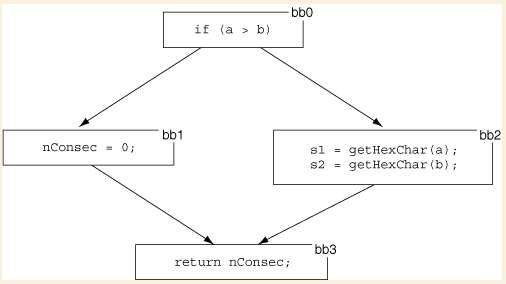 bb0
if (a > b)
bb1
nConsec = 0;
bb2
s1 = getHexChar(a);
s2 = getHexChar(b);
bb3
return nConsec;